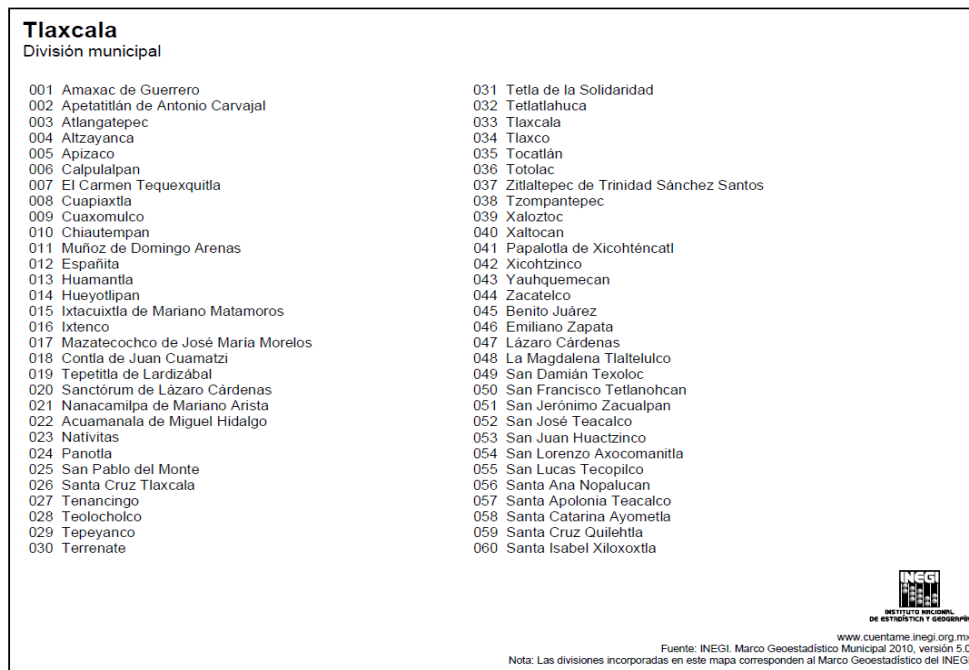 Tlaxcala
División municipal
001 Amaxac de Guerrero
002 Apetatitlán de Antonio Carvajal
003 Atlangatepec
004 Altzayanca
005 Apizaco
006 Calpulalpan
007 El Carmen Tequexquitla
008 Cuapiaxtla
009 Cuaxomulco
010 Chiautempan
011 Muñoz de Domingo Arenas
012 Españita
013 Huamantla
014 Hueyotlipan
015 Ixtacuixtla de Mariano Matamoros
016 Ixtenco
017 Mazatecochco de José María Morelos
018 Contla de Juan Cuamatzi
019 Tepetitla de Lardizábal
020 Sanctórum de Lázaro Cárdenas
021 Nanacamilpa de Mariano Arista
022 Acuamanala de Miguel Hidalgo
023 Natívitas
024 Panotla
025 San Pablo del Monte
026 Santa Cruz Tlaxcala
027 Tenancingo
028 Teolocholco
029 Tepeyanco
030 Terrenate
031 Tetla de la Solidaridad
032 Tetlatlahuca
033 Tlaxcala
034 Tlaxco
035 Tocatlán
036 Totolac
037 Zitlaltepec de Trinidad Sánchez Santos
038 Tzompantepec
039 Xaloztoc
040 Xaltocan
041 Papalotla de Xicohténcatl
042 Xicohtzinco
043 Yauhquemecan
044 Zacatelco
045 Benito Juárez
046 Emiliano Zapata
047 Lázaro Cárdenas
048 La Magdalena Tlaltelulco
049 San Damián Texoloc
050 San Francisco Tetlanohcan
051 San Jerónimo Zacualpan
052 San José Teacalco
053 San Juan Huactzinco
054 San Lorenzo Axocomanitla
055 San Lucas Tecopilco
056 Santa Ana Nopalucan
057 Santa Apolonia Teacalco
058 Santa Catarina Ayometla
059 Santa Cruz Quilehtla
060 Santa Isabel Xiloxoxtla
INEGI
INSTITUTO NACIONAL
DE ESTADÍSTICA Y GEOGRAFÍA
www.cuentame.inegi.org.mx
Fuente: INEGI. Marco Geoestadístico Municipal 2010, versión 5.0
Nota: Las divisiones incorporadas en este mapa corresponden al Marco Geoestadístico del INEGI